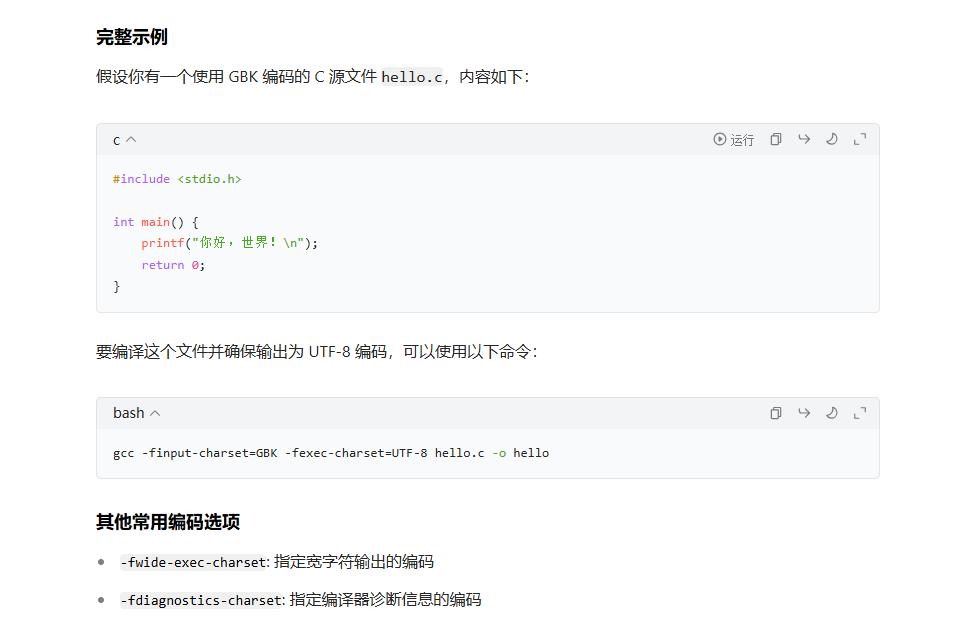 完整示例
假设你有一个使用 GBK 编码的 C 源文件 hello.c，内容如下：
c
运行
#include <stdio.h>
int main() {
    printf("你好，世界！\n");
    return 0;
}
要编译这个文件并确保输出为 UTF-8 编码，可以使用以下命令：
bash
gcc -finput-charset=GBK -fexec-charset=UTF-8 hello.c -o hello
其他常用编码选项
-fwide-exec-charset: 指定宽字符输出的编码
-fdiagnostics-charset: 指定编译器诊断信息的编码